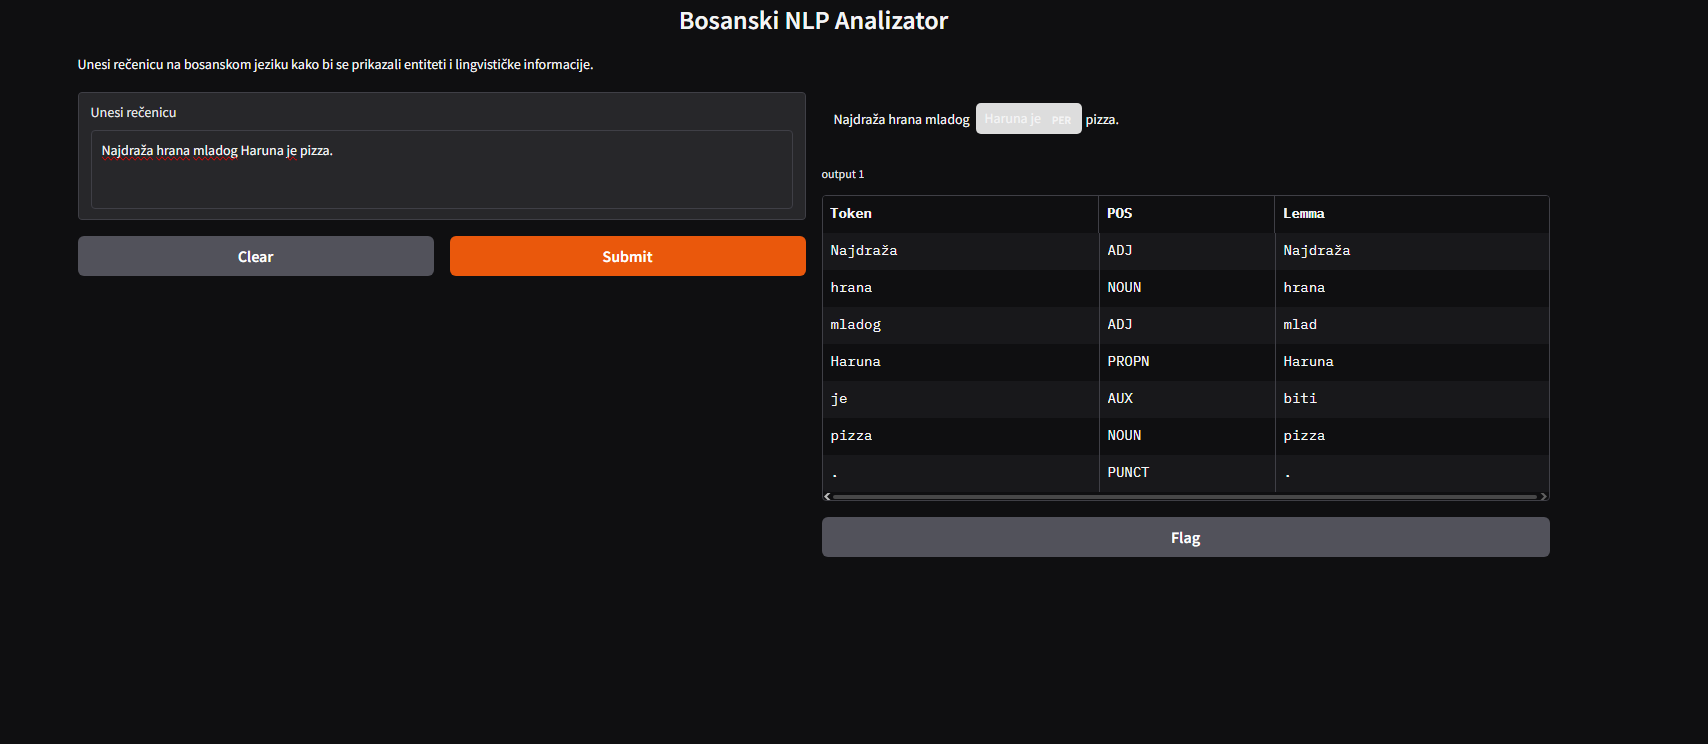 Bosanski NLP Analizator
Unesi rečenicu na bosanskom jeziku kako bi se prikazali entiteti i lingvističke informacije.
Unesi rečenicu
Najdraža hrana mladog Haruna je pizza.
Clear Submit
Najdraža hrana mladog Haruna je PER pizza.
output 1
Token POS Lemma
Najdraža ADJ Najdraža
hrana NOUN hrana
mladog ADJ mlad
Haruna PROPN Haruna
je AUX biti
pizza NOUN pizza
. PUNCT .
Flag